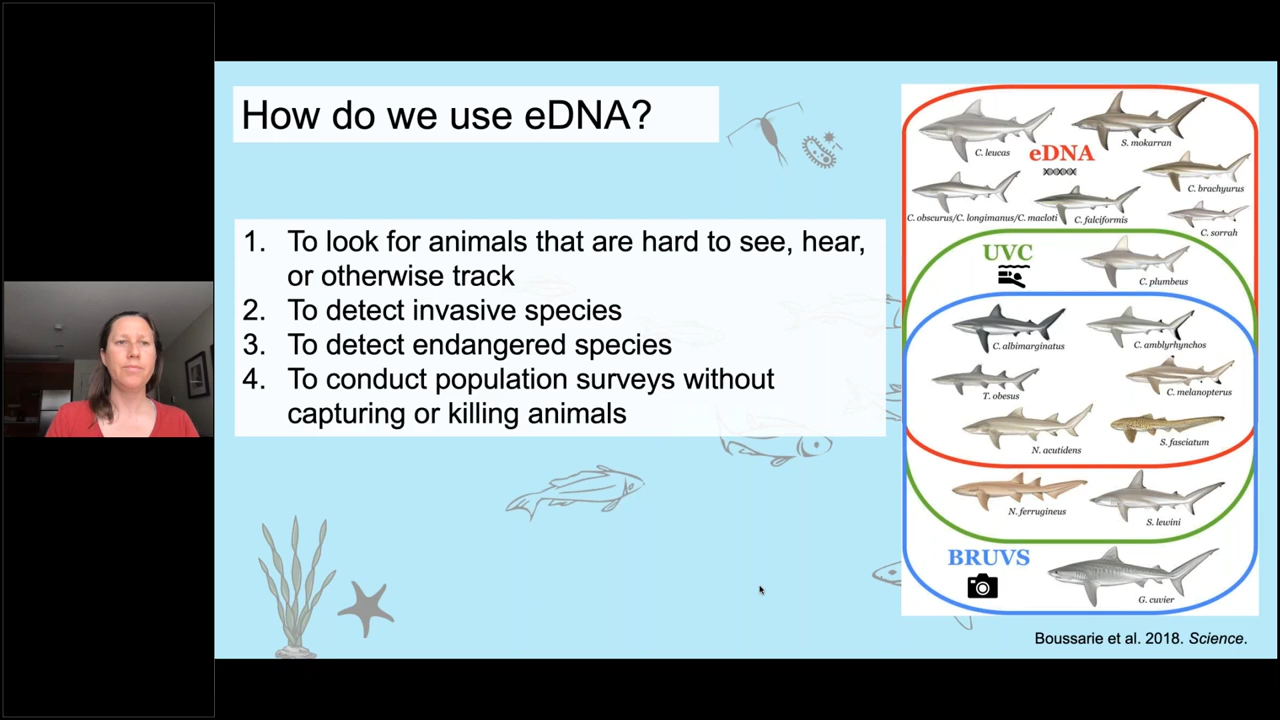 How do we use eDNA?
1. To look for animals that are hard to see, hear,
or otherwise track
2. To detect invasive species
3. To detect endangered species
4. To conduct population surveys without
capturing or killing animals
C. leucas
S. mokarran
eDNA
C. brachyurus
C. obscurus/C. longimanus/C. macloti
C. falciformis
C. sorrah
UVC
C. plumbeus
C. albimarginatus
C. amblyrhynchos
T. obesus
C. melanopterus
N. acutidens
S. fasciatum
N. ferrugineus
S. lewini
BRUVS
G. cuvier
Boussarie et al. 2018. Science.